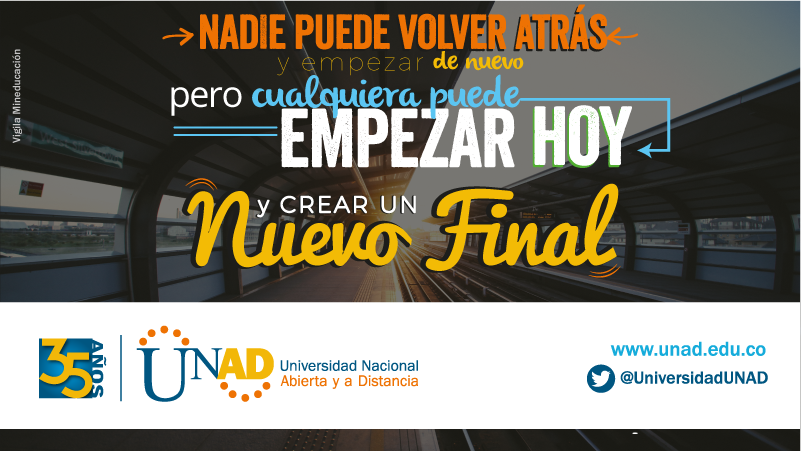 NADIE PUEDE VOLVER ATRÁS
y empezar de nuevo
pero cualquiera puede
EMPEZAR HOY
y CREAR UN
Nuevo Final
Vigila Mineducación
35 AÑOS
UNAD
Universidad Nacional
Abierta y a Distancia
www.unad.edu.co
@UniversidadUNAD